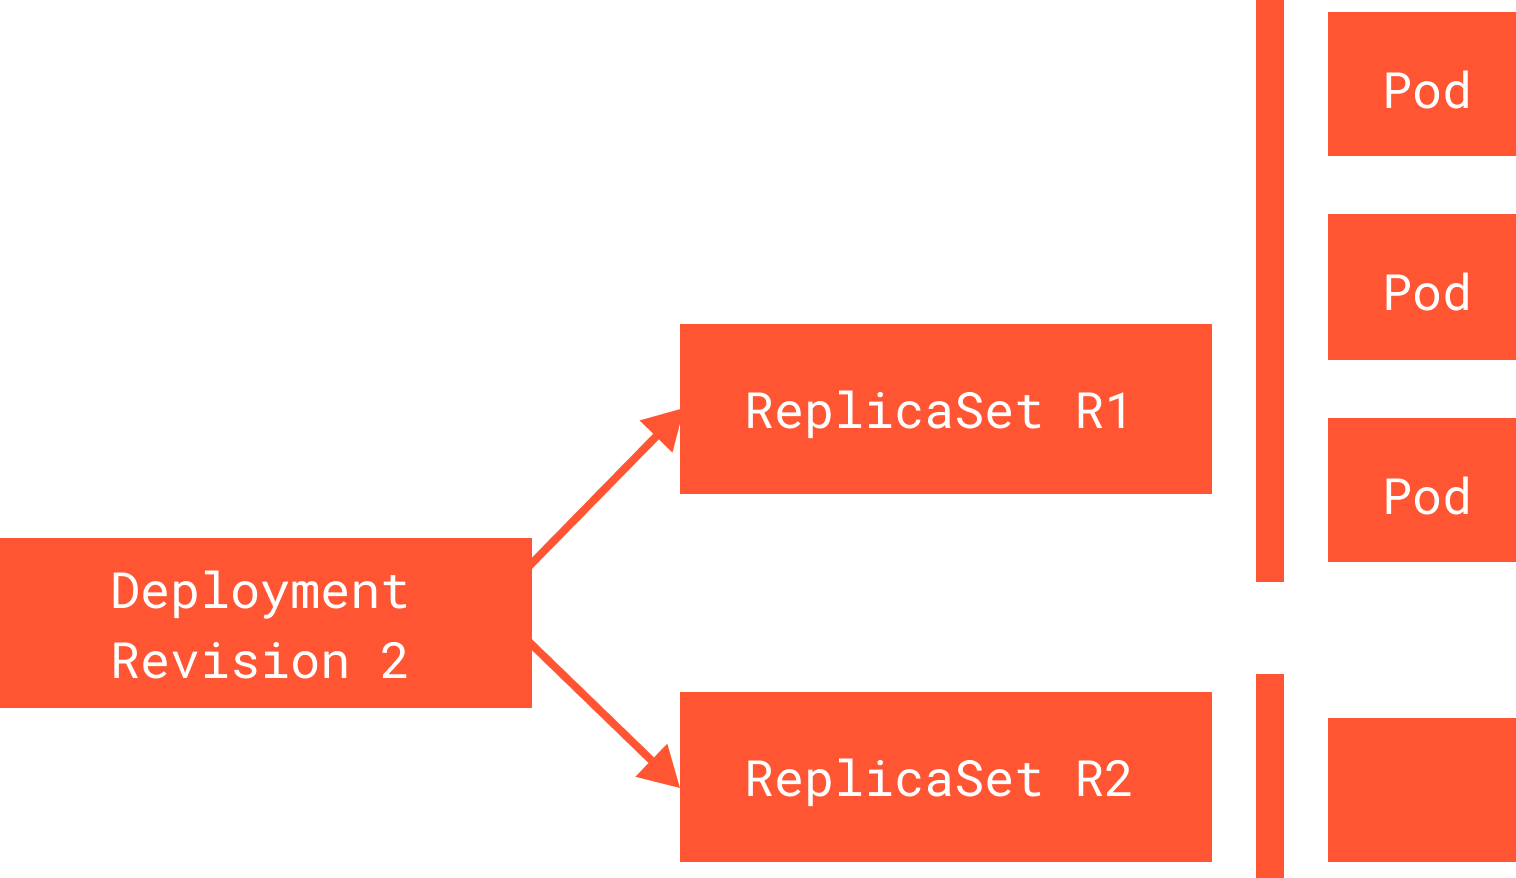 Pod
Pod
ReplicaSet R1
Pod
Deployment
Revision 2
ReplicaSet R2